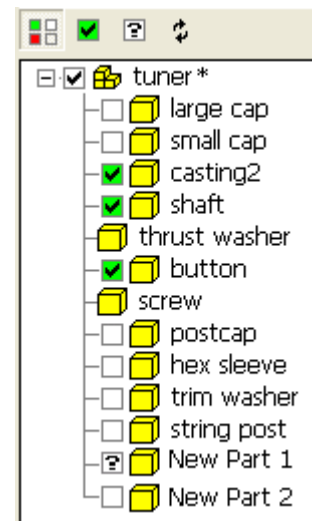 tuner*
large cap
small cap
casting2
shaft
thrust washer
button
screw
postcap
hex sleeve
trim washer
string post
New Part 1
New Part 2